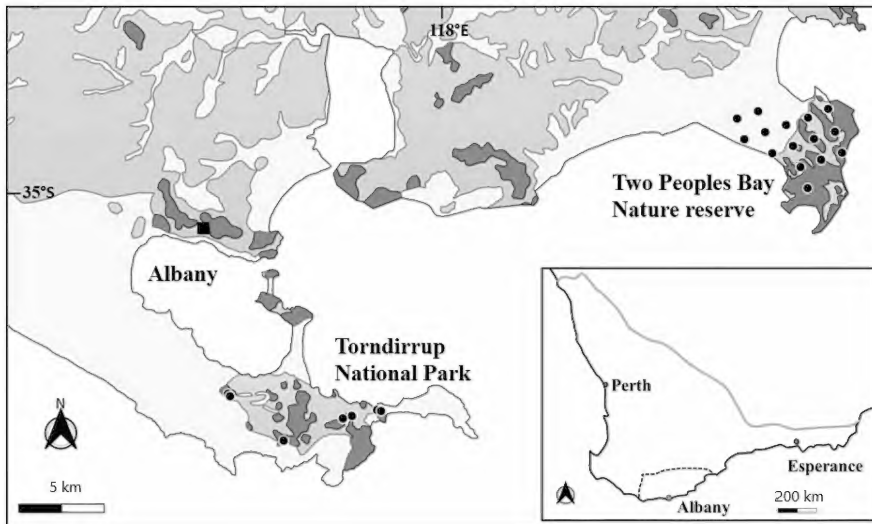 118°E
35°S
Two Peoples Bay
Nature reserve
Albany
Torndirrup
National Park
N
5 km
Perth
Esperance
Albany
200 km